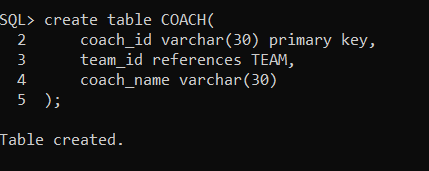 SQL> create table COACH(
  2      coach_id varchar(30) primary key,
  3      team_id references TEAM,
  4      coach_name varchar(30)
  5  );
Table created.